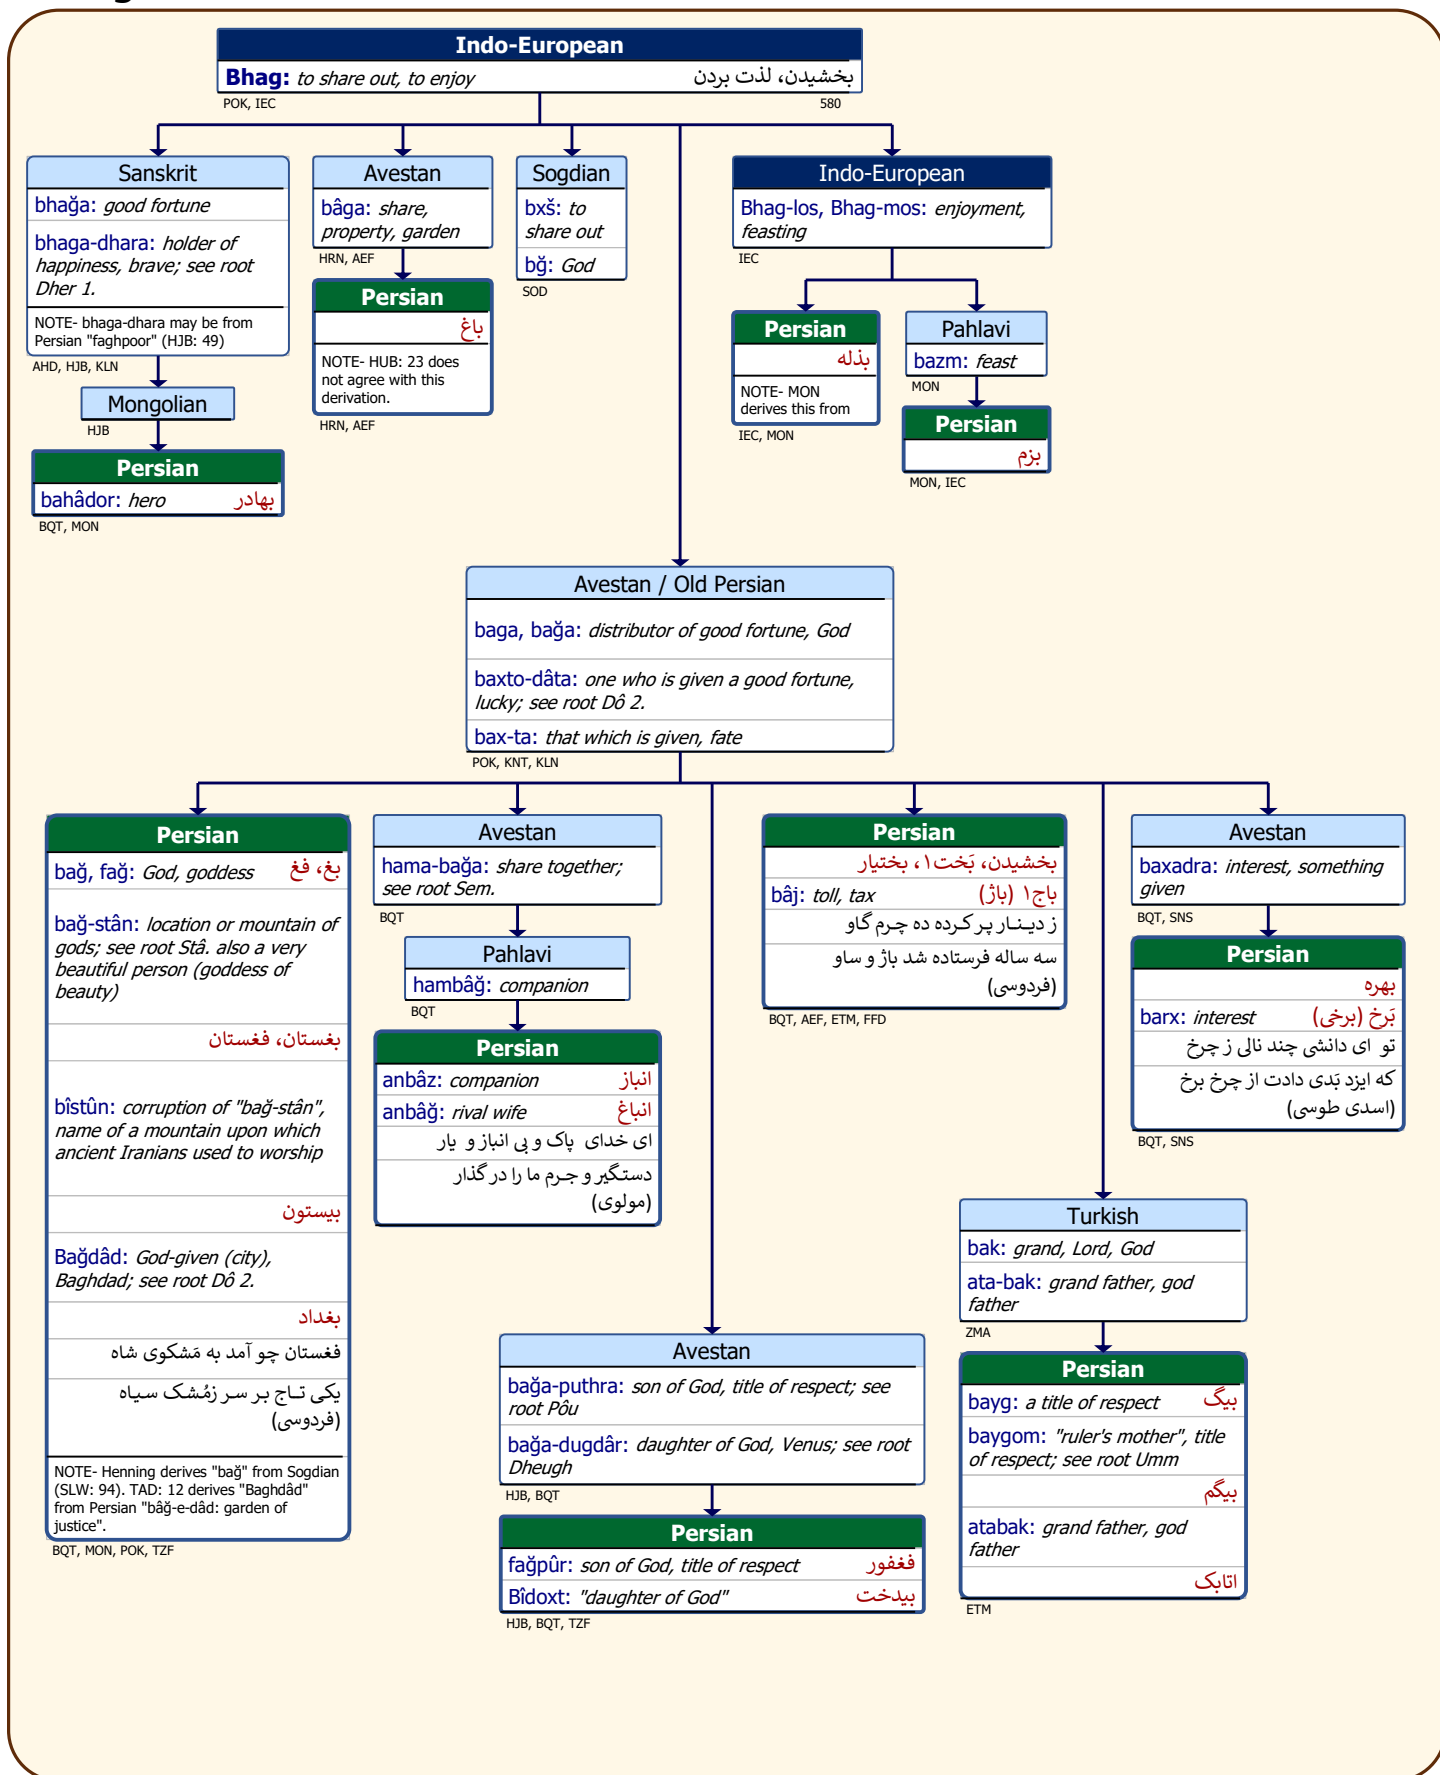 Indo-European
Bhag: to share out, to enjoy بخشیدن، لذت بردن
POK, IEC 580
Sanskrit
bhağa: good fortune
bhaga-dhara: holder of
happiness, brave; see root
Dher 1.
NOTE- bhaga-dhara may be from
Persian "faghpoor" (HJB: 49)
AHD, HJB, KLN
Mongolian
HJB
Persian
bahâdor: hero بهادر
BQT, MON
Avestan
bâga: share,
property, garden
HRN, AEF
Persian
باغ
NOTE- HUB: 23 does
not agree with this
derivation.
HRN, AEF
Sogdian
bxš: to
share out
bğ: God
SOD
Indo-European
Bhag-los, Bhag-mos: enjoyment,
feasting
IEC
Persian
بذله
NOTE- MON
derives this from
IEC, MON
Pahlavi
bazm: feast
MON
Persian
بزم
MON, IEC
Avestan / Old Persian
baga, bağa: distributor of good fortune, God
baxto-dâta: one who is given a good fortune,
lucky; see root Dô 2.
bax-ta: that which is given, fate
POK, KNT, KLN
Persian
bağ, fağ: God, goddess بغ، فغ
bağ-stân: location or mountain of
gods; see root Stâ. also a very
beautiful person (goddess of
beauty)
بغستان، فغستان
bîstûn: corruption of "bağ-stân",
name of a mountain upon which
ancient Iranians used to worship
بیستون
Bağdâd: God-given (city),
Baghdad; see root Dô 2.
بغداد
فغستان چو آمد به مَشکوی شاه
یکی تـاج بر سـر زمُشک سیاه
(فردوسی)
NOTE- Henning derives "bağ" from Sogdian
(SLW: 94). TAD: 12 derives "Baghdâd"
from Persian "bâğ-e-dâd: garden of
justice".
BQT, MON, POK, TZF
Avestan
hama-bağa: share together;
see root Sem.
BQT
Pahlavi
hambâğ: companion
BQT
Persian
anbâz: companion انباز
anbâğ: rival wife انباغ
ای خدای پاک و بی انباز و یار
دستگیر و جـرم ما را در گذار
(مولوی)
Avestan
bağa-puthra: son of God, title of respect; see
root Pôu
bağa-dugdâr: daughter of God, Venus; see root
Dheugh
HJB, BQT
Persian
fağpûr: son of God, title of respect فغفور
Bîdoxt: "daughter of God" بیدخت
HJB, BQT, TZF
Persian
بخشیدن، بَخت۱، بختیار
bâj: toll, tax باج۱ (باژ)
ز دیـنـار پـر کـرده ده چـرم گـاو
سه ساله فرستاده شد باژ و ساو
(فردوسی)
BQT, AEF, ETM, FFD
Turkish
bak: grand, Lord, God
ata-bak: grand father, god
father
ZMA
Persian
bayg: a title of respect بیگ
baygom: "ruler's mother", title
of respect; see root Umm
بیگم
atabak: grand father, god
father
اتابک
ETM
Avestan
baxadra: interest, something
given
BQT, SNS
Persian
بهره
barx: interest بَرخ (برخی)
تو ای دانشی چند نالی ز چرخ
که ایزد بَدی دادت از چرخ برخ
(اسدی طوسی)
BQT, SNS